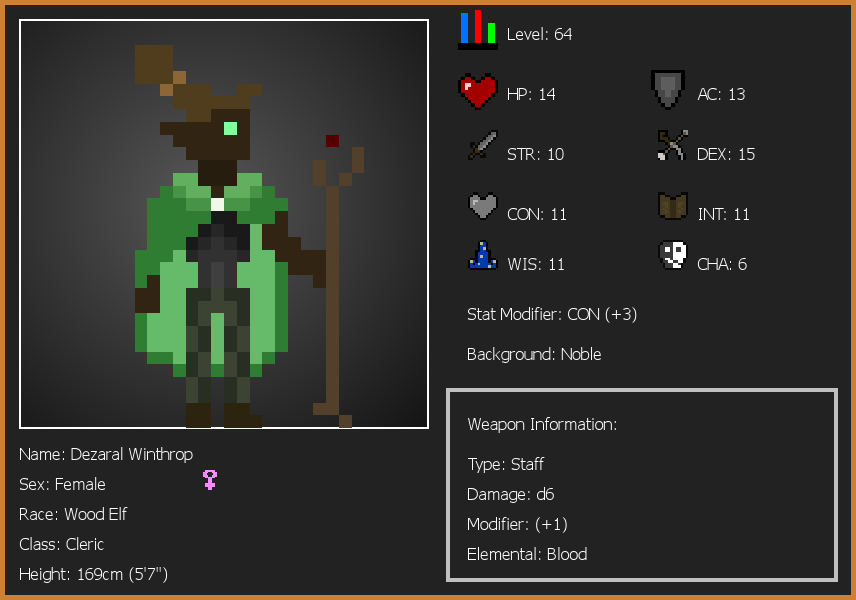 Level: 64
HP: 14
AC: 13
STR: 10
DEX: 15
CON: 11
INT: 11
WIS: 11
CHA: 6
Stat Modifier: CON (+3)
Background: Noble
Weapon Information:
Type: Staff
Damage: d6
Modifier: (+1)
Elemental: Blood
Name: Dezaral Winthrop
Sex: Female
Race: Wood Elf
Class: Cleric
Height: 169cm (5'7")